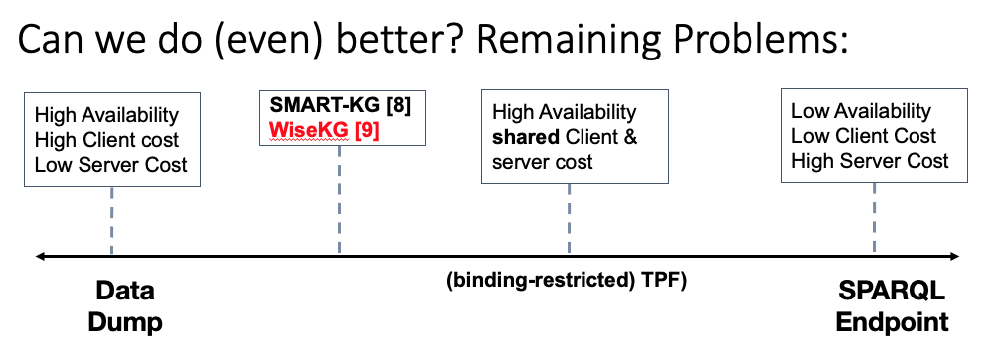 Can we do (even) better? Remaining Problems:
High Availability
High Client cost
Low Server Cost
SMART-KG [8]
WiseKG [9]
High Availability
shared Client &
server cost
Low Availability
Low Client Cost
High Server Cost
Data
Dump
(binding-restricted) TPF)
SPARQL
Endpoint